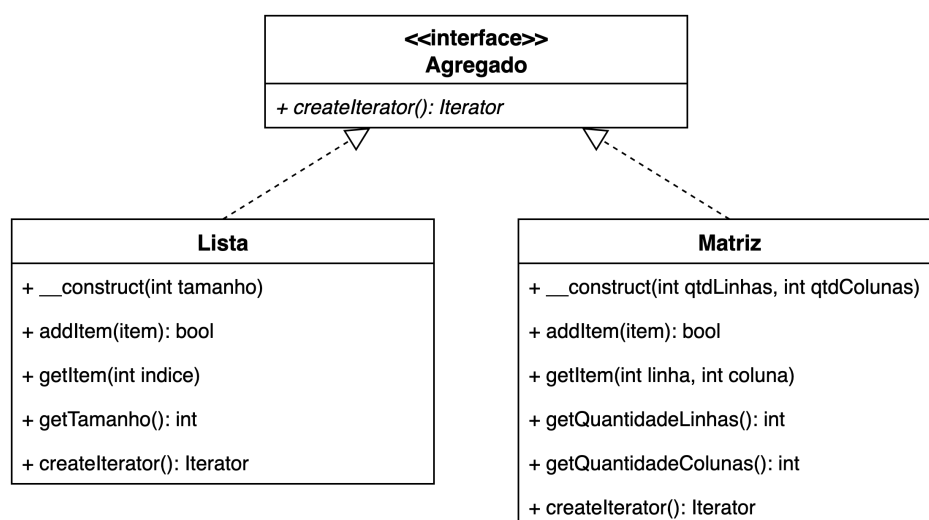 <<interface>>
Agregado
+ createIterator(): Iterator
Lista
+ __construct(int tamanho)
+ addItem(item): bool
+ getItem(int indice)
+ getTamanho(): int
+ createIterator(): Iterator
Matriz
+ __construct(int qtdLinhas, int qtdColunas)
+ addItem(item): bool
+ getItem(int linha, int coluna)
+ getQuantidadeLinhas(): int
+ getQuantidadeColunas(): int
+ createIterator(): Iterator